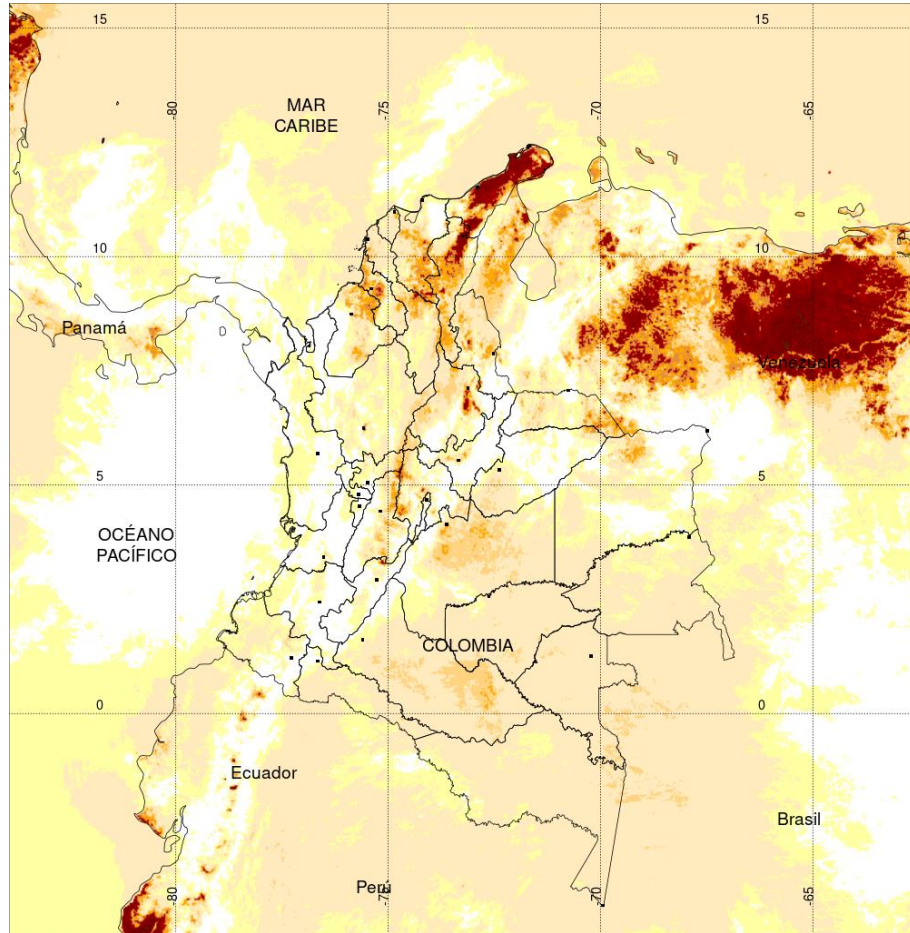 15
15
-80
-75
-70
-65
MAR
CARIBE
10
10
Panamá
Venezuela
5
5
OCÉANO
PACÍFICO
COLOMBIA
0
0
Ecuador
Brasil
Perú
-80
-75
-70
-65